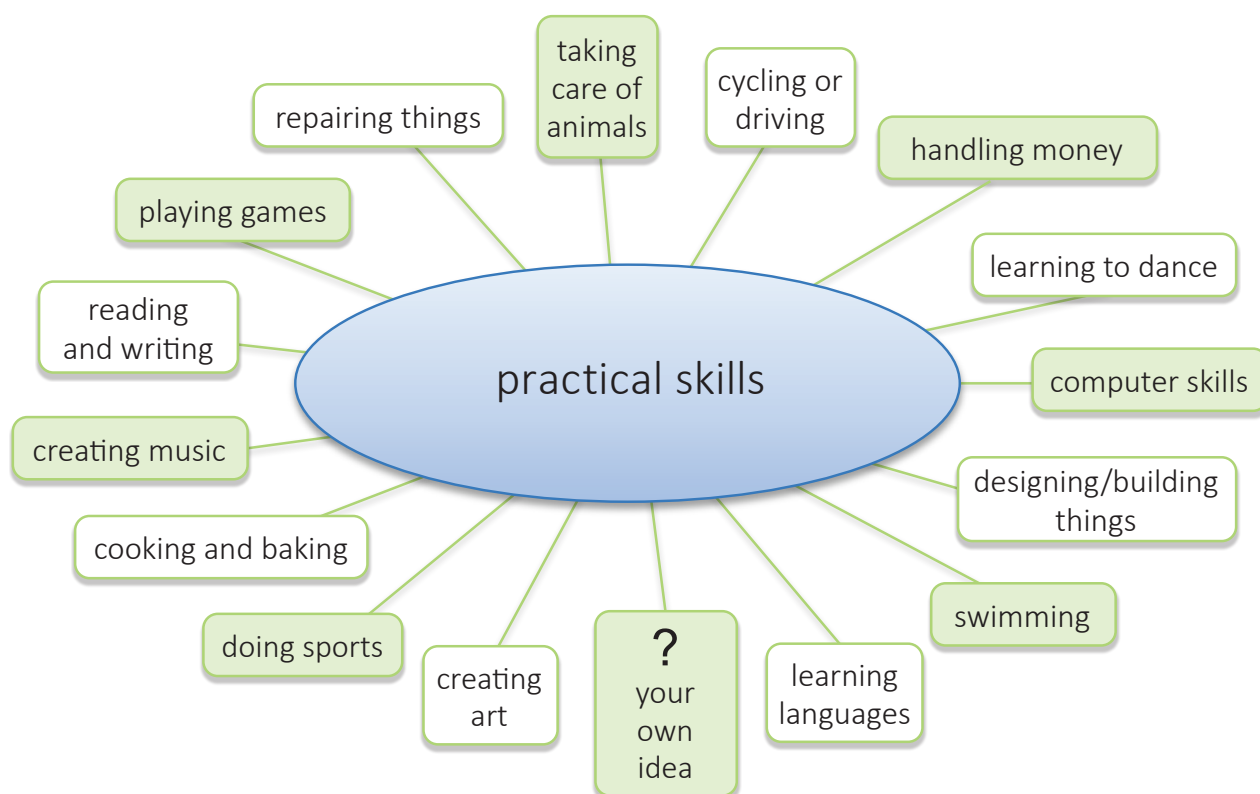 taking
care of
animals
cycling or
driving
repairing things
handling money
playing games
learning to dance
reading
and writing
practical skills
computer skills
creating music
designing/building
things
cooking and baking
swimming
doing sports
creating
art
?
your
own
idea
learning
languages